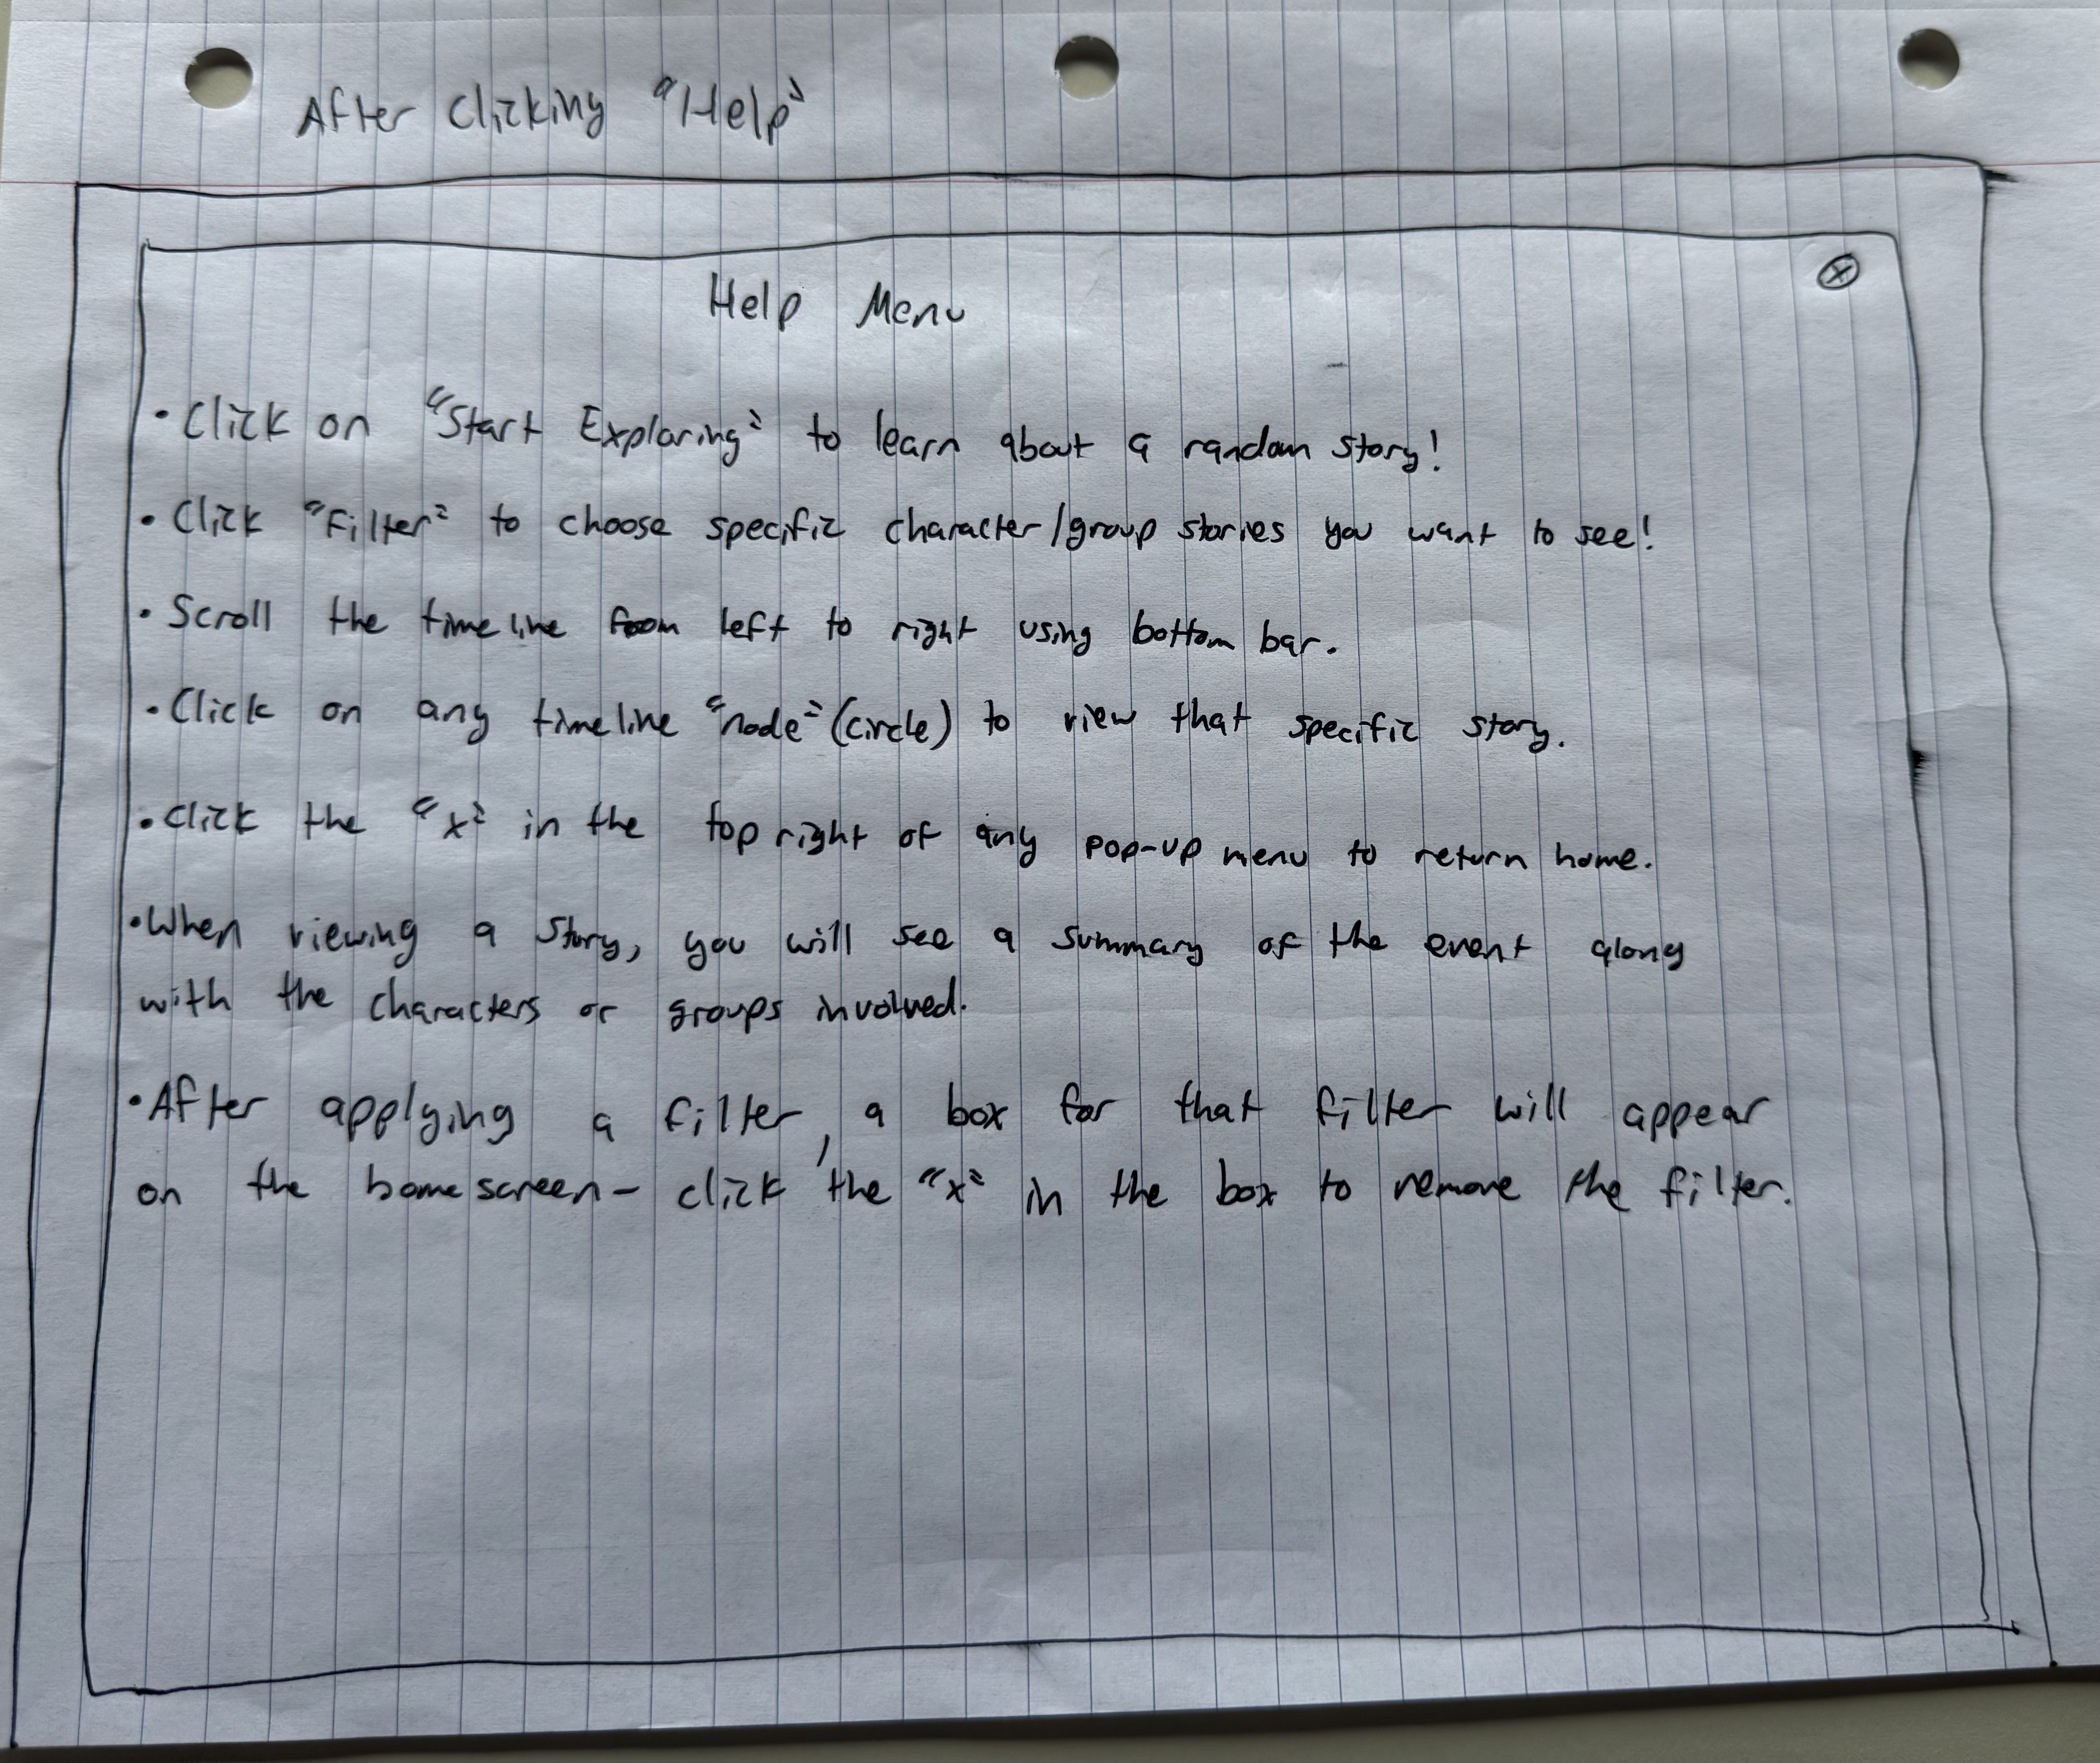 After Clicking "Help"
Help Menu
• Click on "Start Exploring" to learn about a random story!
• Click "Filter" to choose specific character/group stories you want to see!
• Scroll the timeline from left to right using bottom bar.
• Click on any timeline "node" (circle) to view that specific story.
• Click the "x" in the top right of any pop-up menu to return home.
• When viewing a story, you will see a summary of the event along
with the characters or groups involved.
• After applying a filter, a box for that filter will appear
on the home screen - click the "x" in the box to remove the filter.